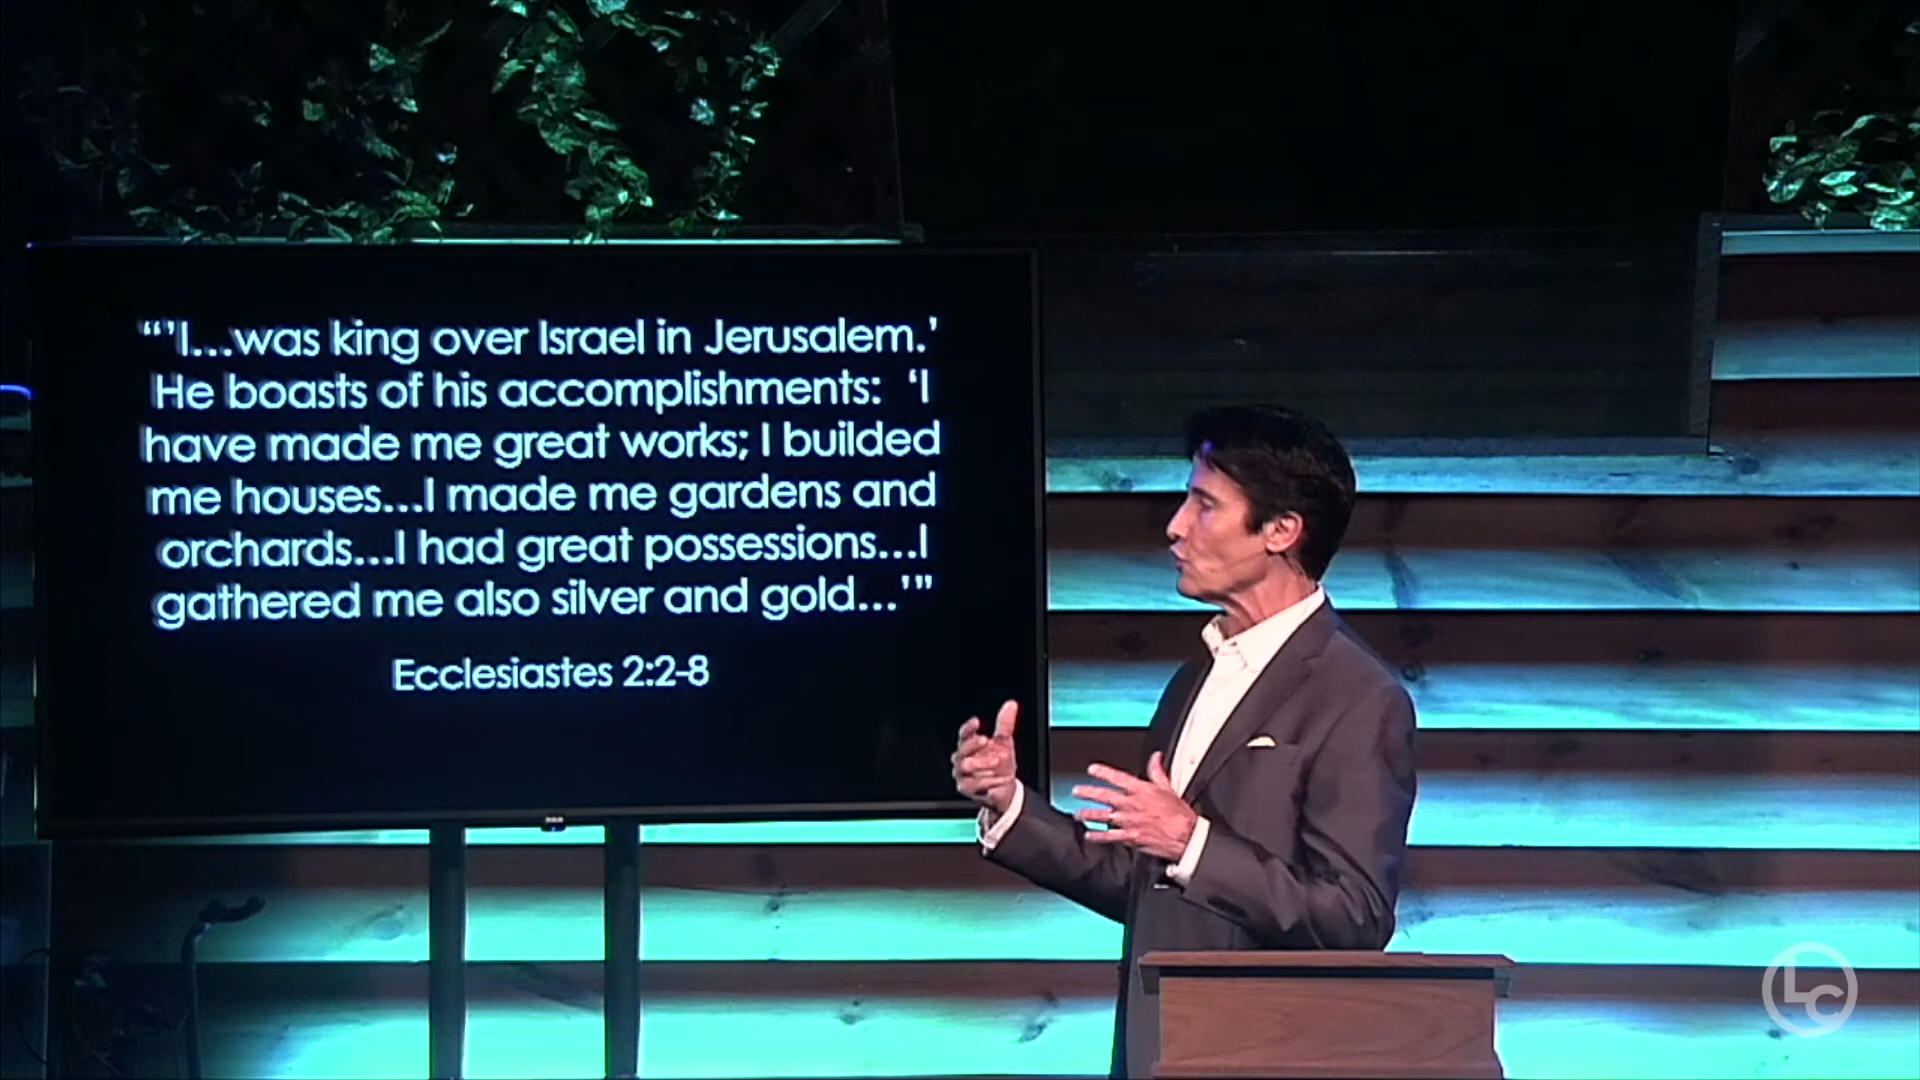 “‘I...was king over Israel in Jerusalem.’
He boasts of his accomplishments: ‘I
have made me great works; I builded
me houses...I made me gardens and
orchards...I had great possessions...I
gathered me also silver and gold...’”
Ecclesiastes 2:2-8
LC